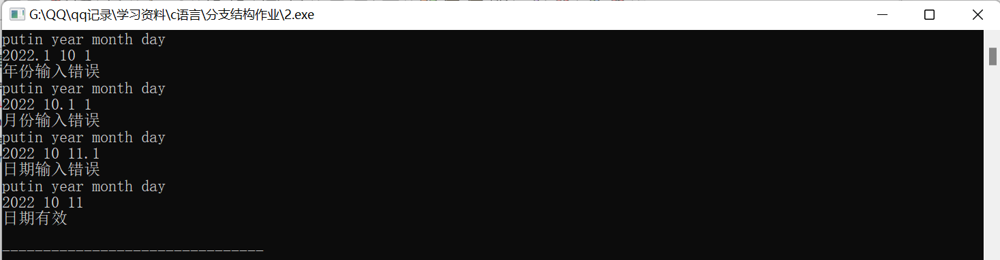 G:\QQ\qq记录\学习资料\c语言\分支结构作业\2.exe
putin year month day
2022.1 10 1
年份输入错误
putin year month day
2022 10.1 1
月份输入错误
putin year month day
2022 10 11.1
日期输入错误
putin year month day
2022 10 11
日期有效
--------------------------------